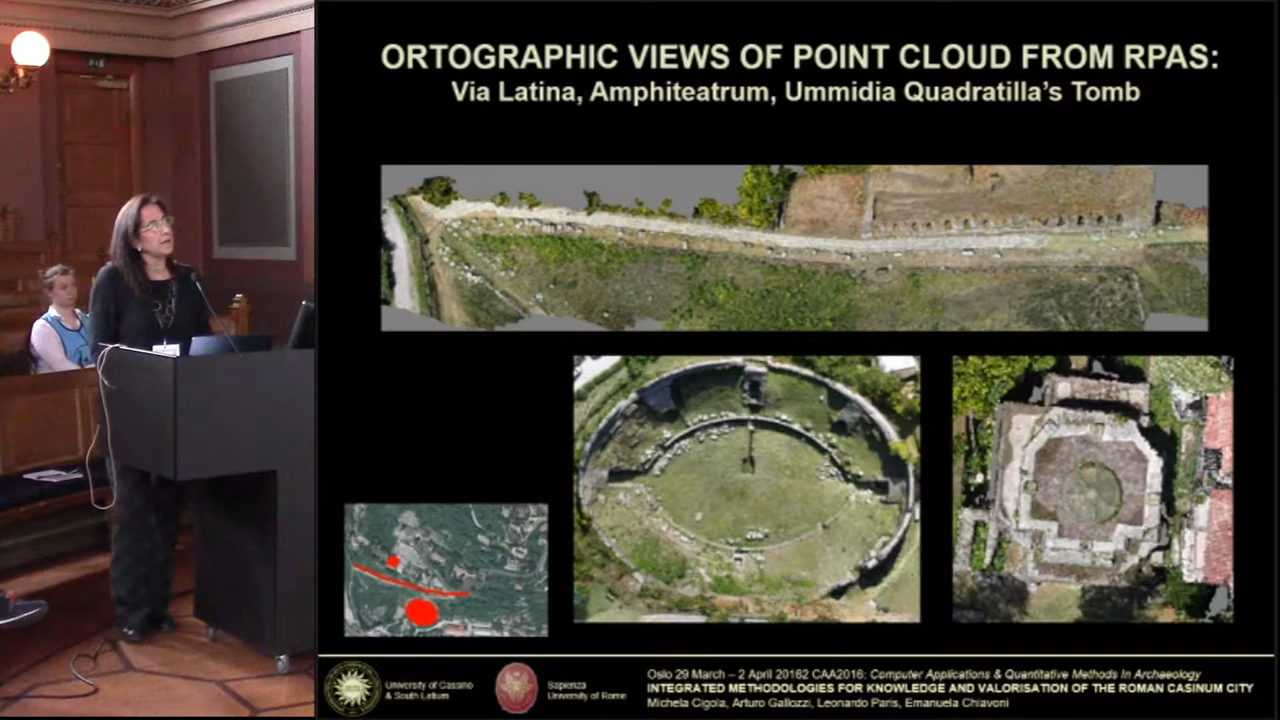 ORTOGRAPHIC VIEWS OF POINT CLOUD FROM RPAS:
Via Latina, Amphiteatrum, Ummidia Quadratilla's Tomb
University of Cassino
& South Latium
Sapienza
University of Rome
Oslo 29 March – 2 April 20162 CAA2016: Computer Applications & Quantitative Methods In Archaeology
INTEGRATED METHODOLOGIES FOR KNOWLEDGE AND VALORISATION OF THE ROMAN CASINUM CITY
Michela Cigola, Arturo Gallozzi, Leonardo Paris, Emanuela Chiavoni